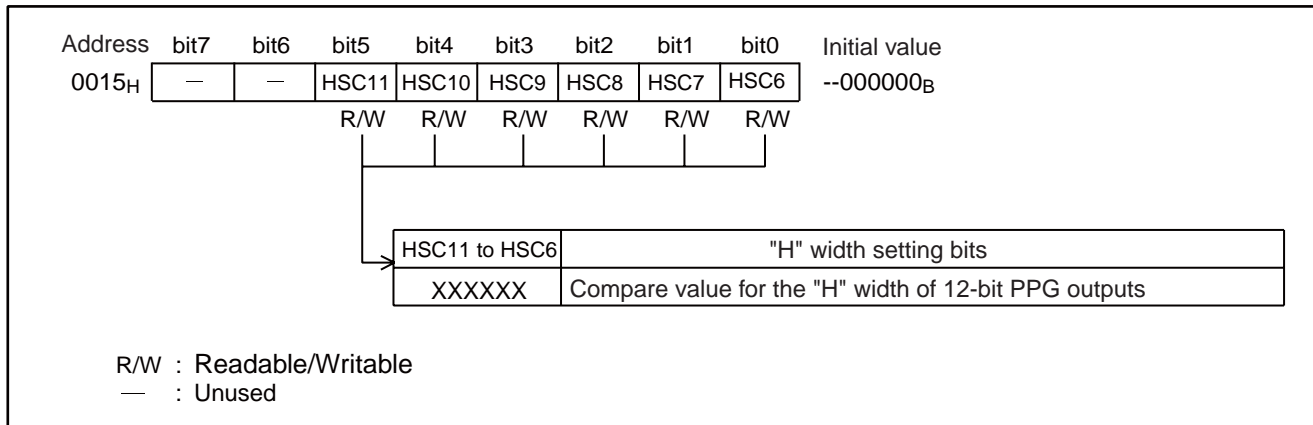 Address bit7 bit6 bit5 bit4 bit3 bit2 bit1 bit0 Initial value
0015H — — HSC11 HSC10 HSC9 HSC8 HSC7 HSC6 --000000B
R/W R/W R/W R/W R/W R/W
HSC11 to HSC6 "H" width setting bits
XXXXXX Compare value for the "H" width of 12-bit PPG outputs
R/W : Readable/Writable
— : Unused